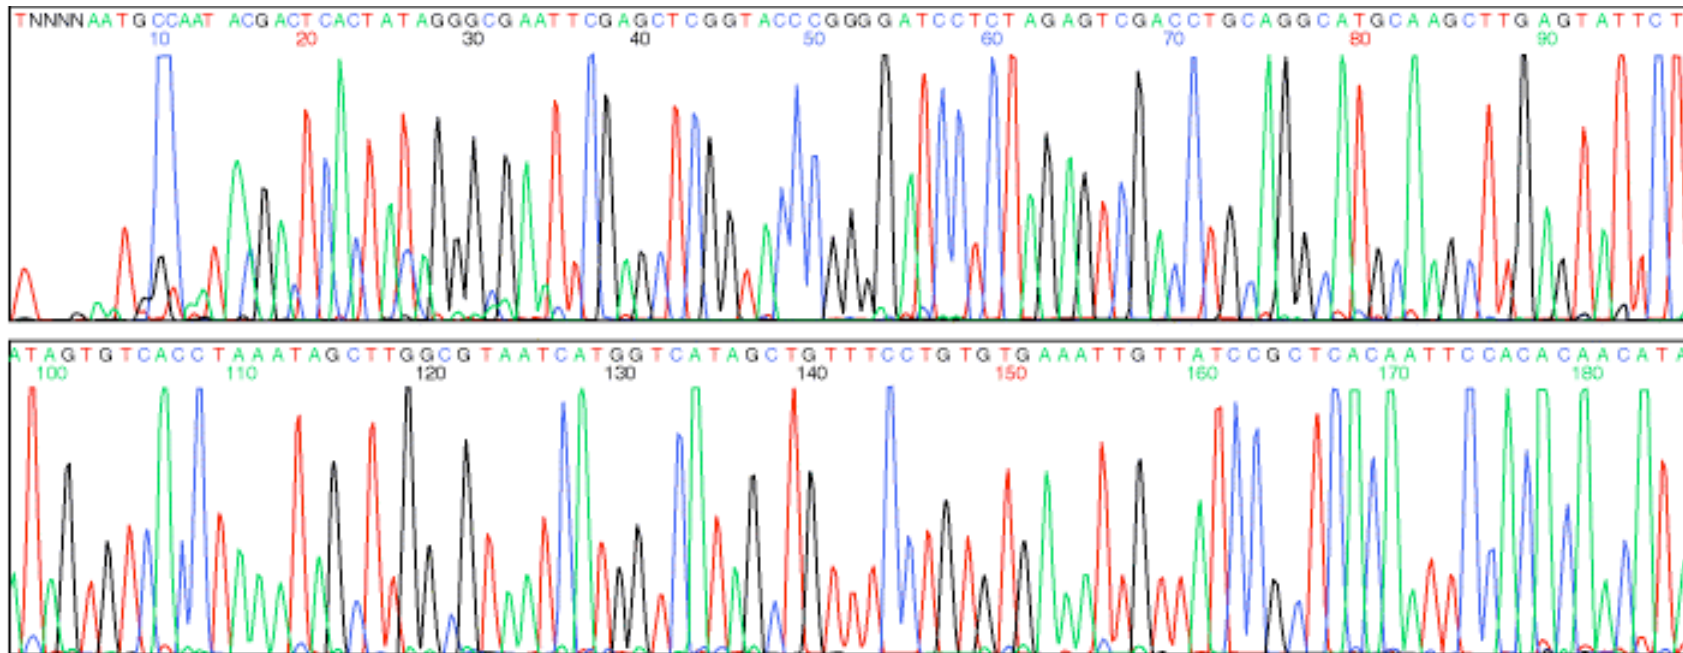 TNNNNAATGCCAAT ACGACTCACTATAGGGCGAATTCGAGCTCGGTACCCGGGGATCCTCTAGAGTCGACCTGCAGGCATGCAAGCTTGAGTATTCT
10 20 30 40 50 60 70 80 90
ATAGTGTCACCTAAATAGCTTGGCGTAATCATGGTCATAGCTGTTTCCTGTGTGAAATTGTTATCCGCTCACAATTCCACACAACATA
100 110 120 130 140 150 160 170 180